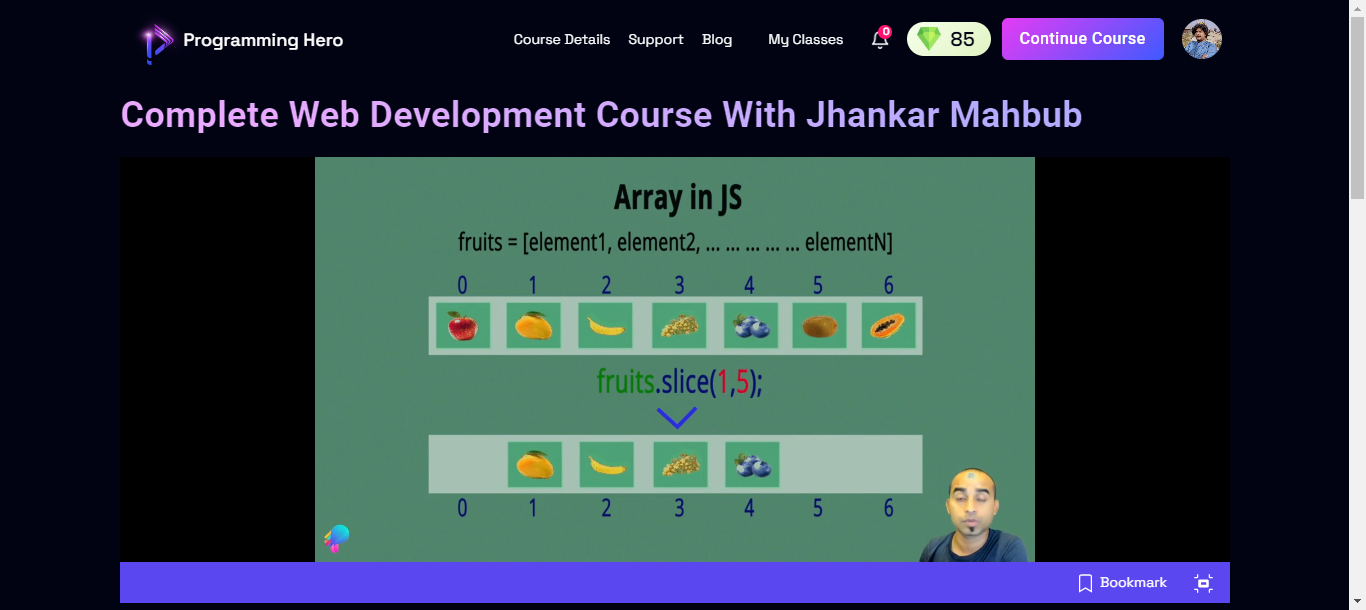 Programming Hero Course Details Support Blog My Classes 0 85 Continue Course
Complete Web Development Course With Jhankar Mahbub
Array in JS
fruits = [element1, element2, ... ... ... ... ... elementN]
0 1 2 3 4 5 6
fruits.slice(1,5);
0 1 2 3 4 5 6
Bookmark